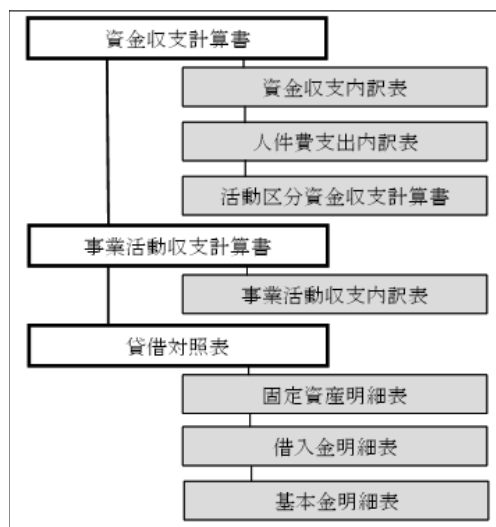 資金収支計算書
資金収支内訳表
人件費支出内訳表
活動区分資金収支計算書
事業活動収支計算書
事業活動収支内訳表
貸借対照表
固定資産明細表
借入金明細表
基本金明細表